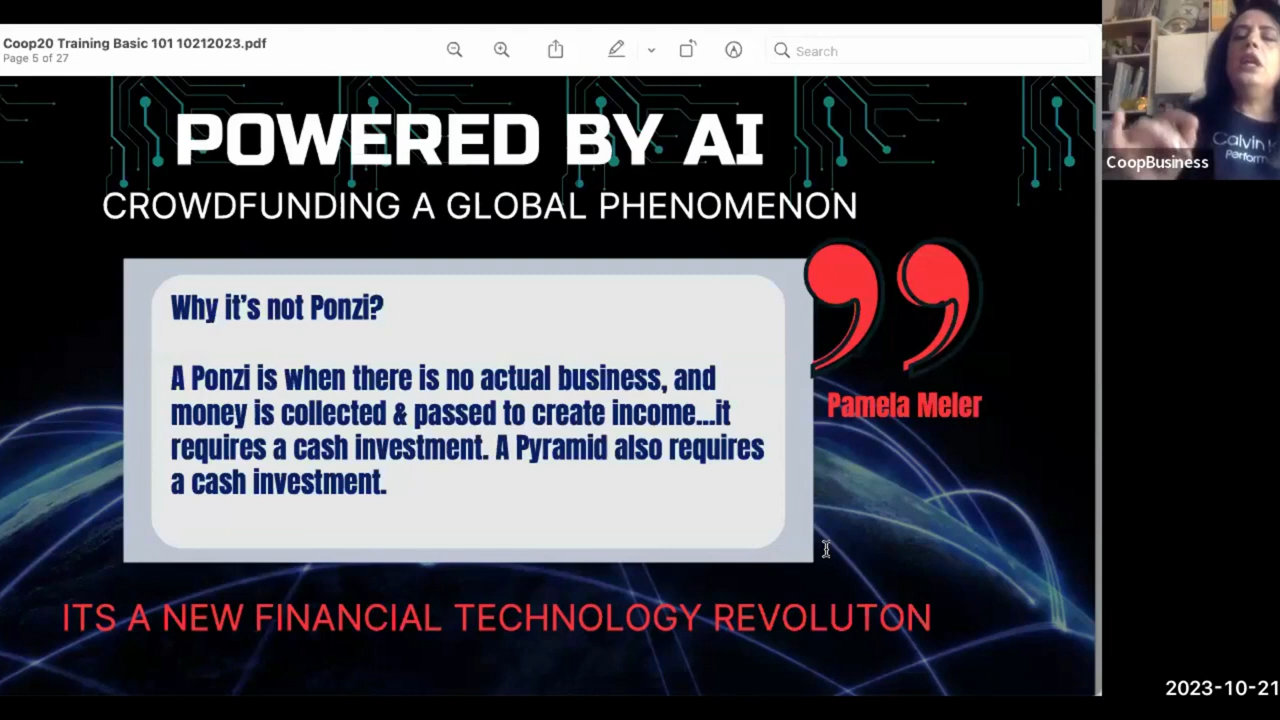 Coop20 Training Basic 101 10212023.pdf
Page 5 of 27
Search
POWERED BY AI
CROWDFUNDING A GLOBAL PHENOMENON
Why it's not Ponzi?
A Ponzi is when there is no actual business, and
money is collected & passed to create income...it
requires a cash investment. A Pyramid also requires
a cash investment.
Pamela Meler
ITS A NEW FINANCIAL TECHNOLOGY REVOLUTON
Calvin
Perform
CoopBusiness
2023-10-21